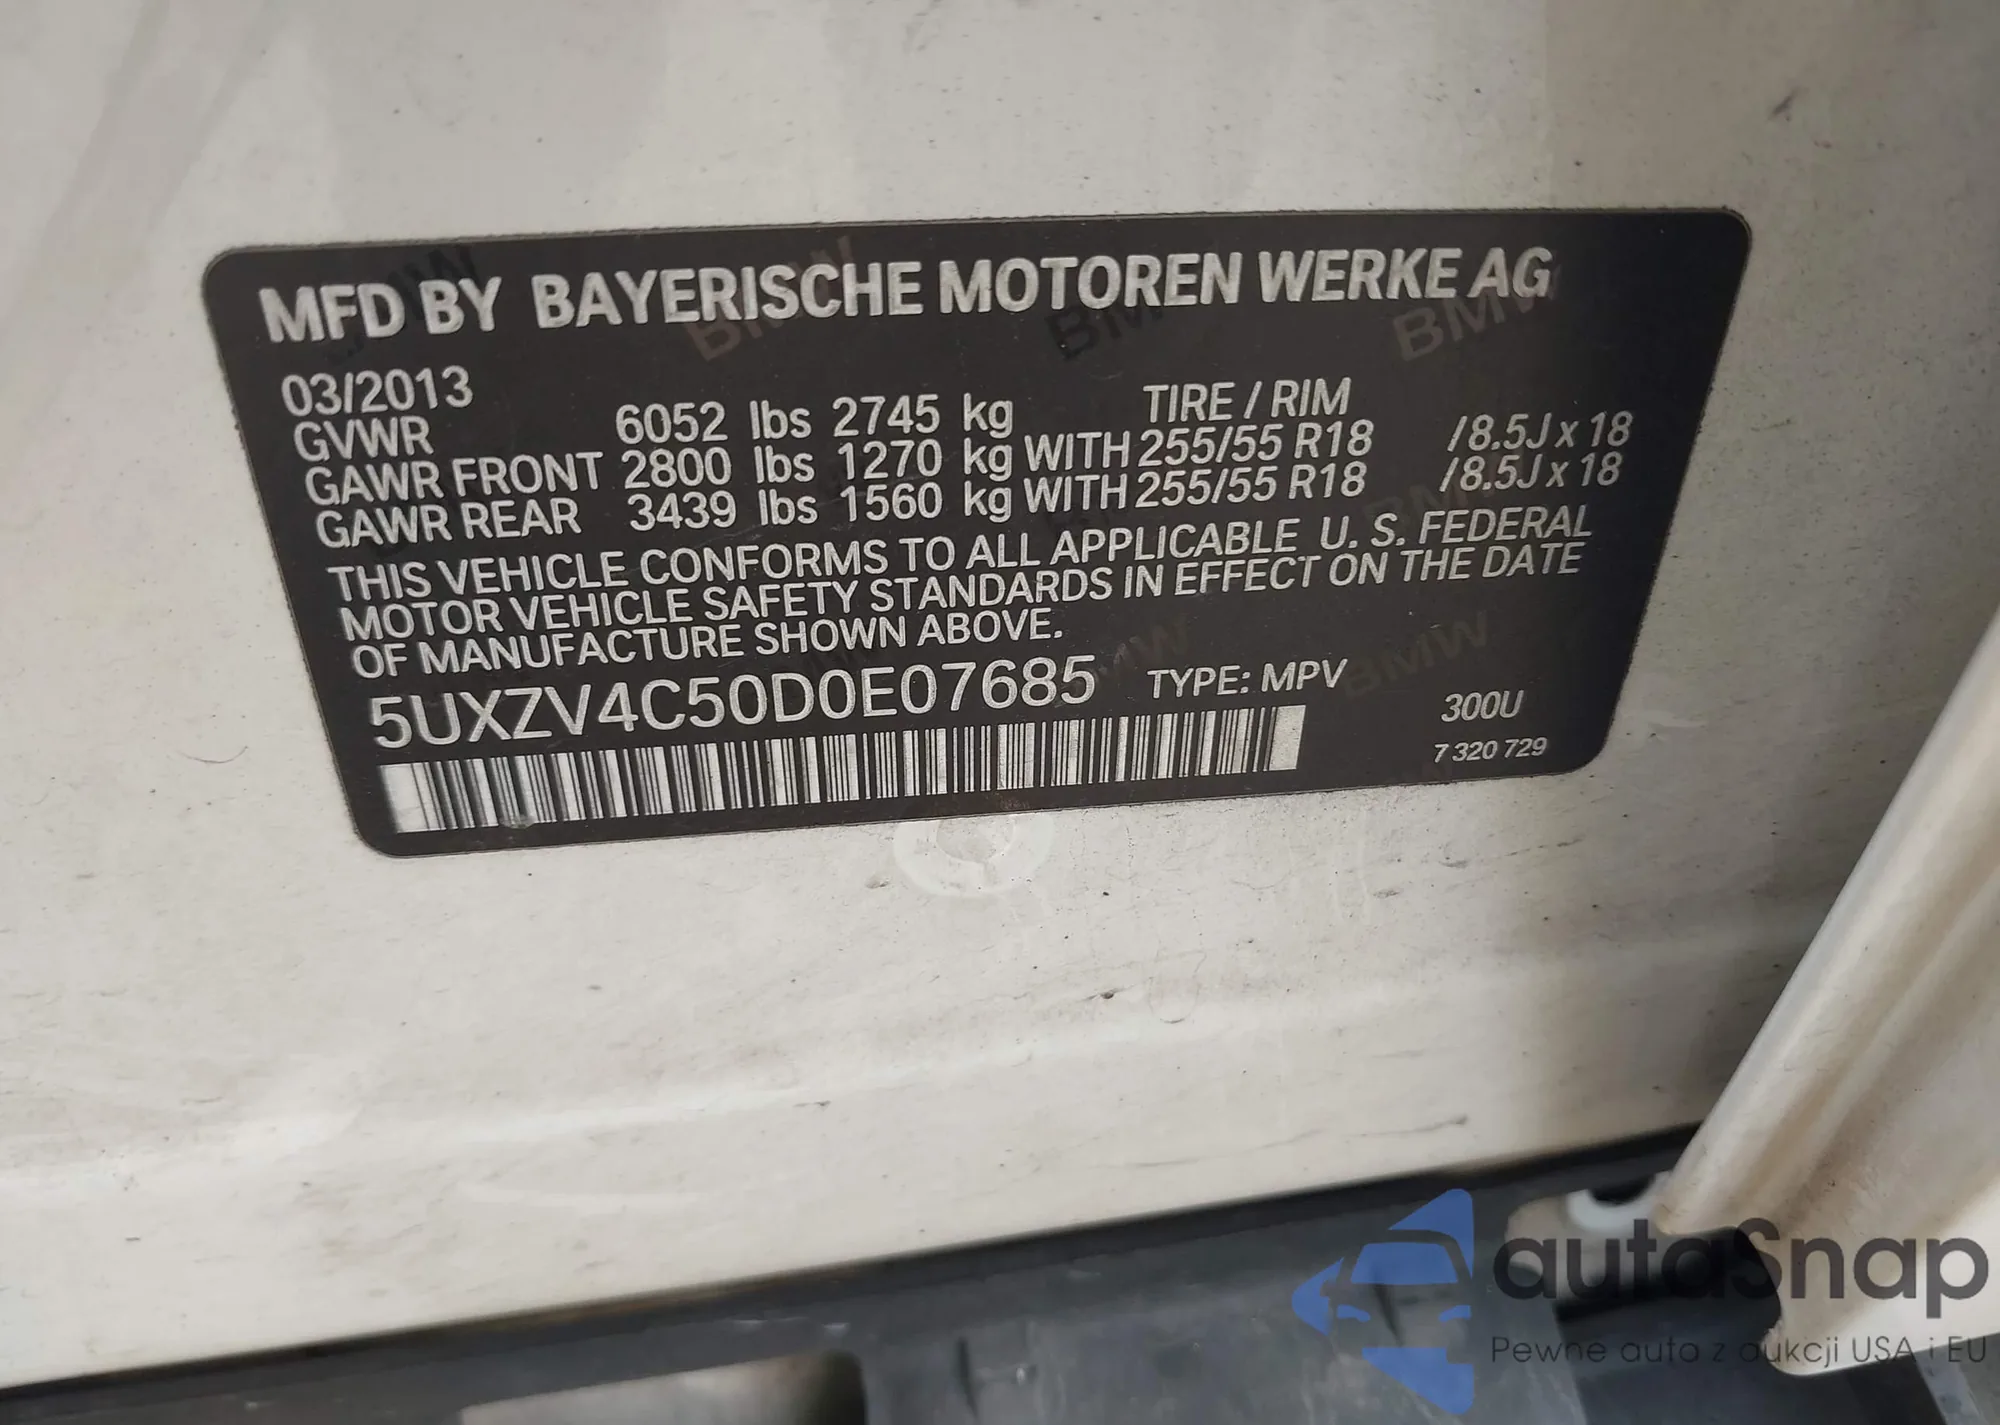 MFD BY BAYERISCHE MOTOREN WERKE AG
03/2013 TIRE / RIM
GVWR 6052 lbs 2745 kg
GAWR FRONT 2800 lbs 1270 kg WITH 255/55 R18 /8.5J x 18
GAWR REAR 3439 lbs 1560 kg WITH 255/55 R18 /8.5J x 18
THIS VEHICLE CONFORMS TO ALL APPLICABLE U. S. FEDERAL
MOTOR VEHICLE SAFETY STANDARDS IN EFFECT ON THE DATE
OF MANUFACTURE SHOWN ABOVE.
5UXZV4C50D0E07685 TYPE: MPV
300U
7 320 729
autaSnap
Pewne auta z aukcji USA i EU